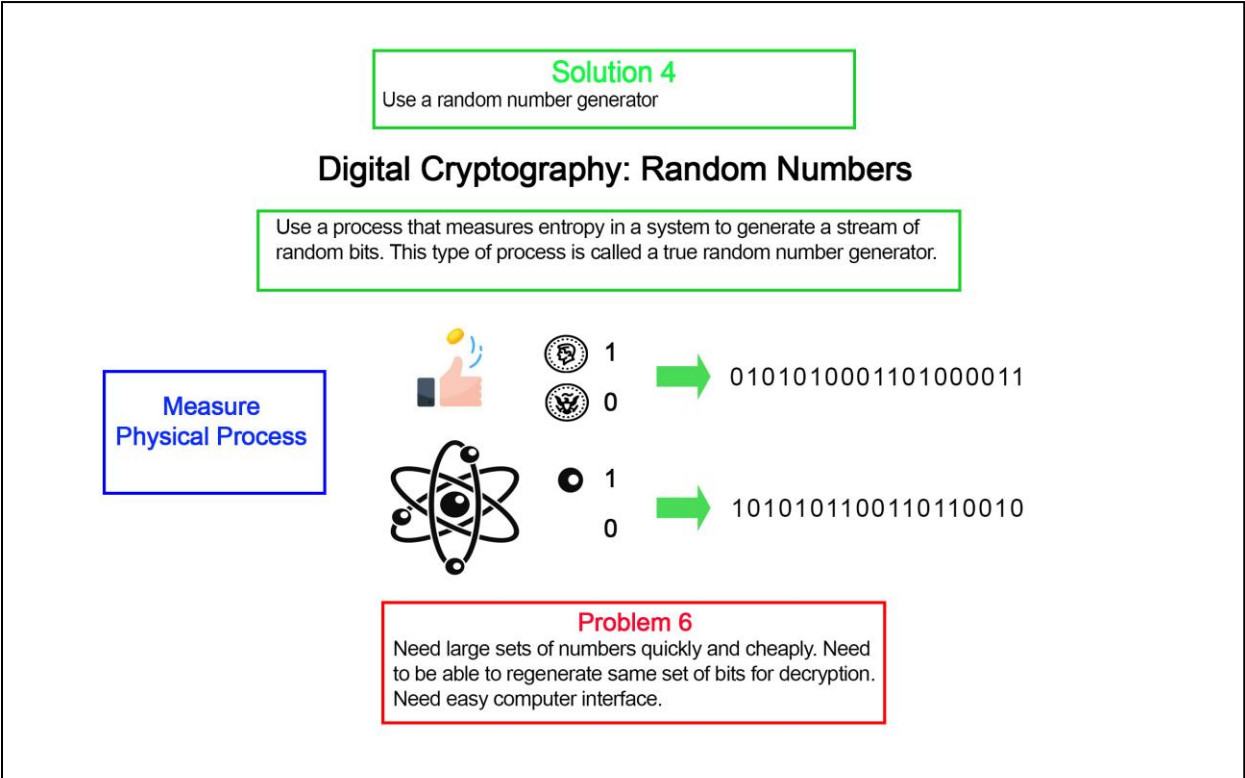 Solution 4
Use a random number generator
Digital Cryptography: Random Numbers
Use a process that measures entropy in a system to generate a stream of
random bits. This type of process is called a true random number generator.
Measure
Physical Process
1
0
0101010001101000011
1
0
1010101100110110010
Problem 6
Need large sets of numbers quickly and cheaply. Need
to be able to regenerate same set of bits for decryption.
Need easy computer interface.